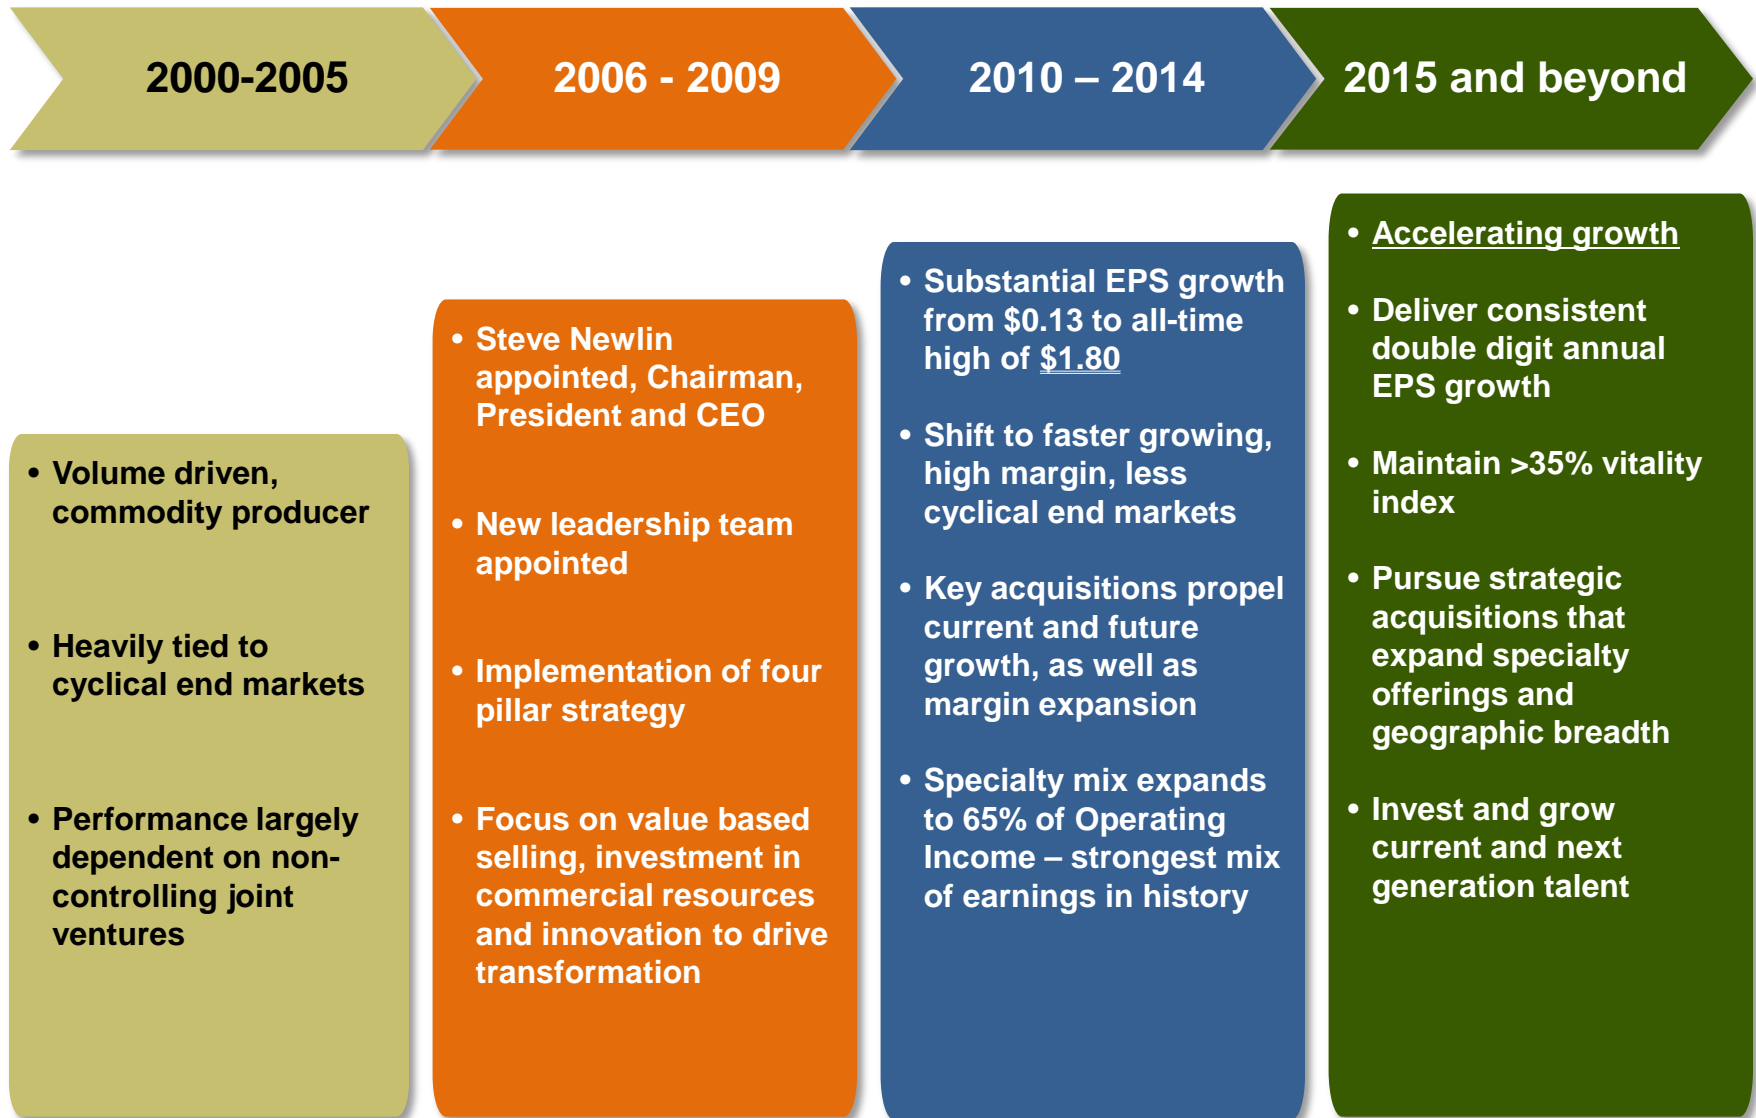 2000-2005
2006 - 2009
2010 – 2014
2015 and beyond
• Volume driven,
commodity producer
• Heavily tied to
cyclical end markets
• Performance largely
dependent on non-
controlling joint
ventures
• Steve Newlin
appointed, Chairman,
President and CEO
• New leadership team
appointed
• Implementation of four
pillar strategy
• Focus on value based
selling, investment in
commercial resources
and innovation to drive
transformation
• Substantial EPS growth
from $0.13 to all-time
high of $1.80
• Shift to faster growing,
high margin, less
cyclical end markets
• Key acquisitions propel
current and future
growth, as well as
margin expansion
• Specialty mix expands
to 65% of Operating
Income – strongest mix
of earnings in history
• Accelerating growth
• Deliver consistent
double digit annual
EPS growth
• Maintain >35% vitality
index
• Pursue strategic
acquisitions that
expand specialty
offerings and
geographic breadth
• Invest and grow
current and next
generation talent